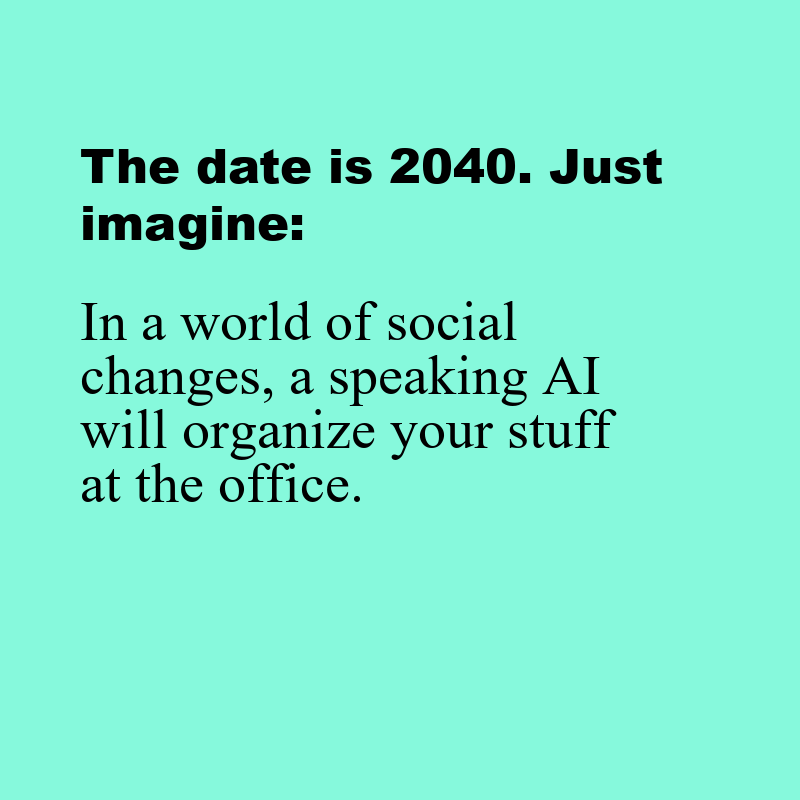 The date is 2040. Just
imagine:
In a world of social
changes, a speaking AI
will organize your stuff
at the office.